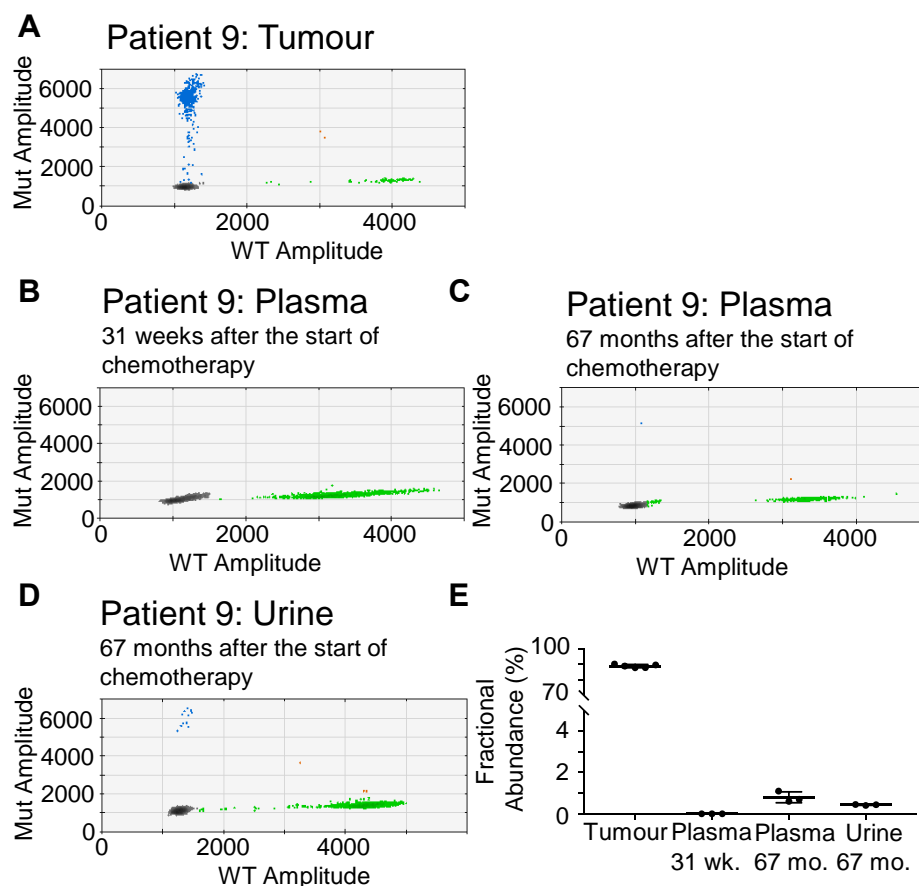 A
Patient 9: Tumour
Mut Amplitude
6000
4000
2000
0
0 2000 4000
WT Amplitude
B
Patient 9: Plasma
31 weeks after the start of
chemotherapy
Mut Amplitude
6000
4000
2000
0
0 2000 4000
WT Amplitude
C
Patient 9: Plasma
67 months after the start of
chemotherapy
Mut Amplitude
6000
4000
2000
0
0 2000 4000
WT Amplitude
D
Patient 9: Urine
67 months after the start of
chemotherapy
Mut Amplitude
6000
4000
2000
0
0 2000 4000
WT Amplitude
E
Fractional
Abundance (%)
100
70
4
2
0
Tumour Plasma Plasma Urine
31 wk. 67 mo. 67 mo.